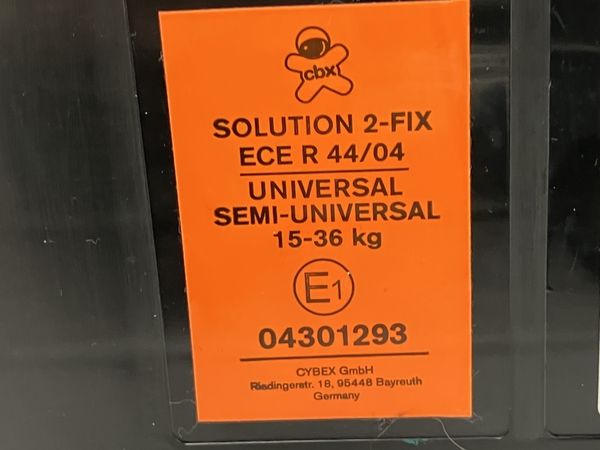 cbx
SOLUTION 2-FIX
ECE R 44/04
UNIVERSAL
SEMI-UNIVERSAL
15-36 kg
E1
04301293
CYBEX GmbH
Riedingerstr. 18, 95448 Bayreuth
Germany